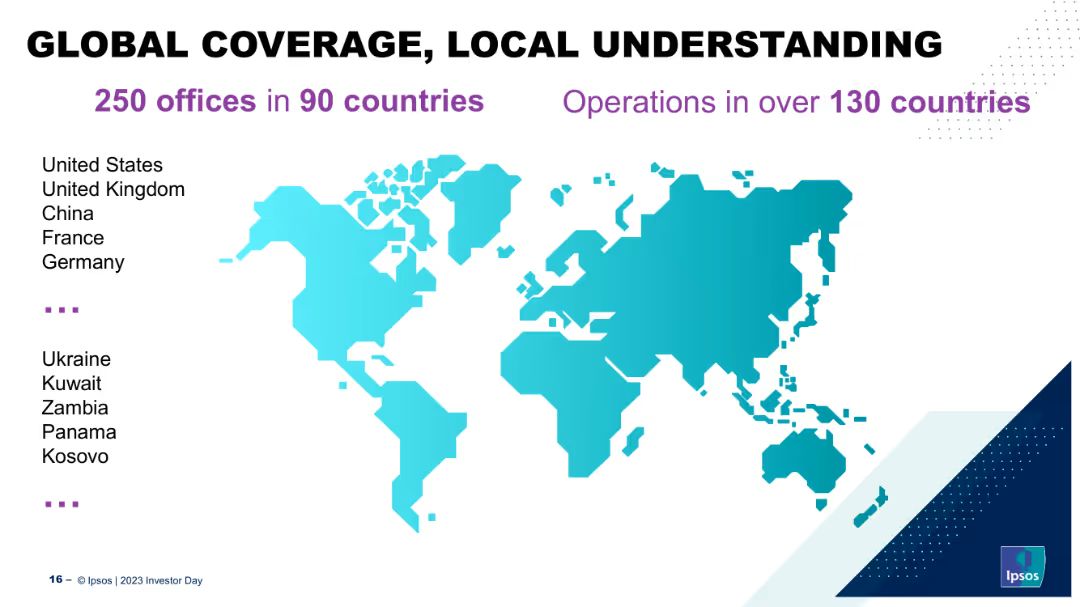 GLOBAL COVERAGE, LOCAL UNDERSTANDING
250 offices in 90 countries
Operations in over 130 countries
United States
United Kingdom
China
France
Germany
...
Ukraine
Kuwait
Zambia
Panama
Kosovo
...
16 – © Ipsos | 2023 Investor Day
Ipsos